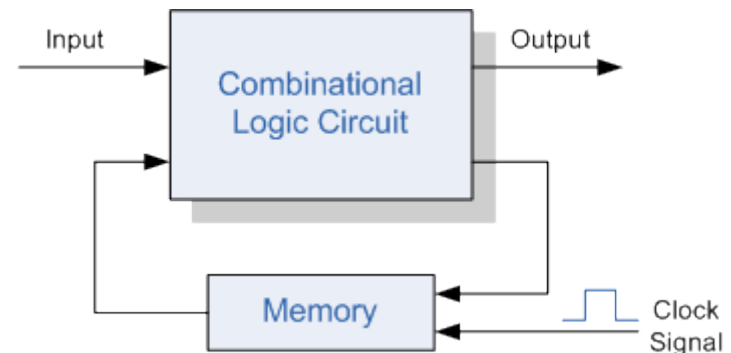 Input
Output
Combinational
Logic Circuit
Memory
Clock
Signal